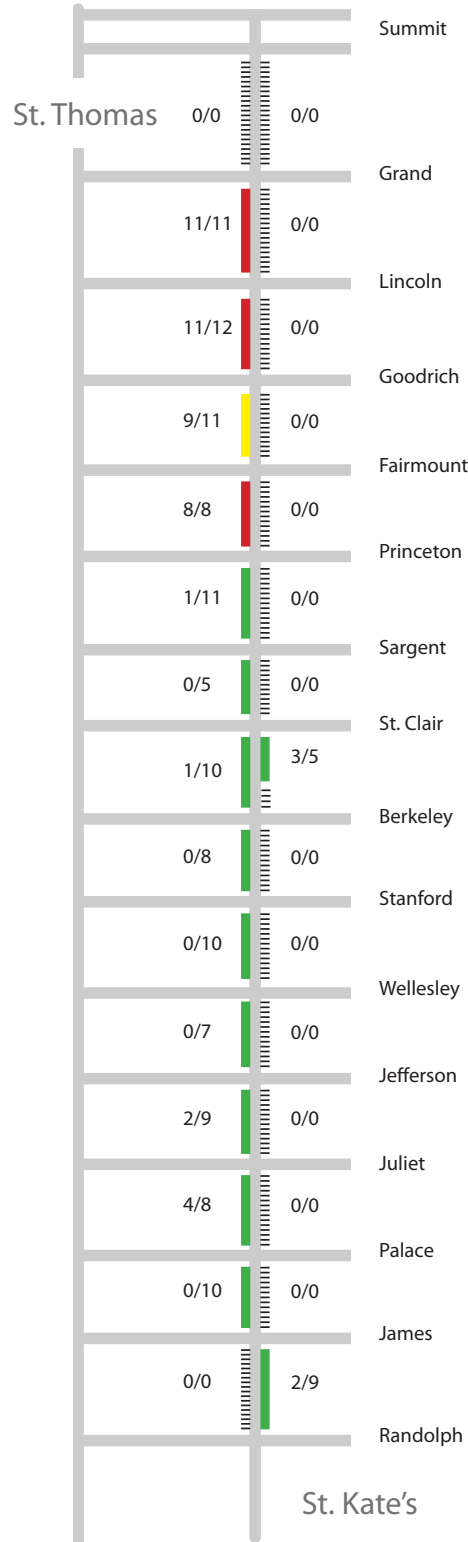 Summit
St. Thomas 0/0 0/0
Grand
11/11 0/0
Lincoln
11/12 0/0
Goodrich
9/11 0/0
Fairmount
8/8 0/0
Princeton
1/11 0/0
Sargent
0/5 0/0
St. Clair
1/10 3/5
Berkeley
0/8 0/0
Stanford
0/10 0/0
Wellesley
0/7 0/0
Jefferson
2/9 0/0
Juliet
4/8 0/0
Palace
0/10 0/0
James
0/0 2/9
Randolph
St. Kate's